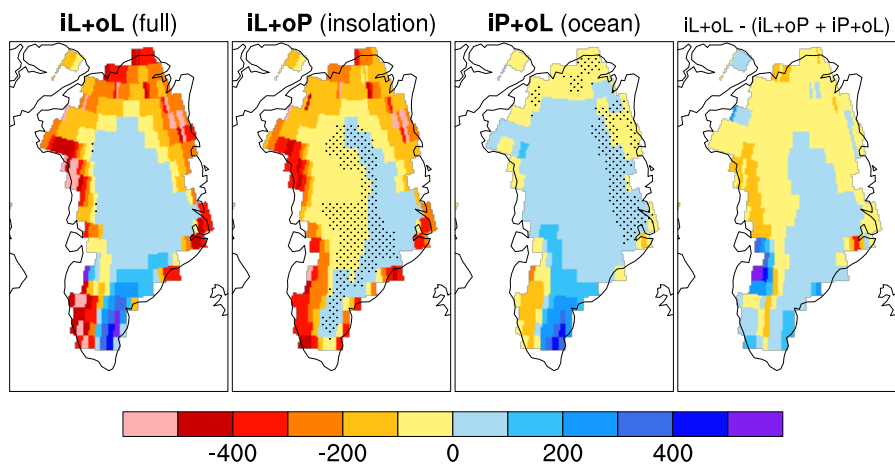 iL+oL (full)
iL+oP (insolation)
iP+oL (ocean)
iL+oL - (iL+oP + iP+oL)
-400 -200 0 200 400